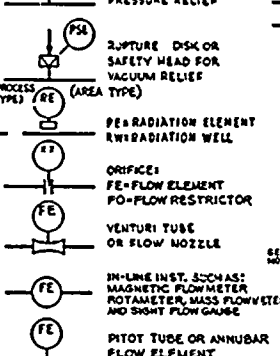 PRESSURE RELIEF
PSE
RUPTURE DISK OR
SAFETY HEAD FOR
VACUUM RELIEF
PROCESS
TYPE)
RE
(AREA TYPE)
RE=RADIATION ELEMENT
RW=RADIATION WELL
ORIFICE:
FE=FLOW ELEMENT
FO=FLOW RESTRICTOR
FE
VENTURI TUBE
OR FLOW NOZZLE
IN-LINE INST. SUCH AS:
FE
MAGNETIC FLOWMETER
ROTAMETER, MASS FLOWMETE
AND SIGHT FLOW GAUGE
FE
PITOT TUBE OR ANNUBAR
FLOW ELEMENT